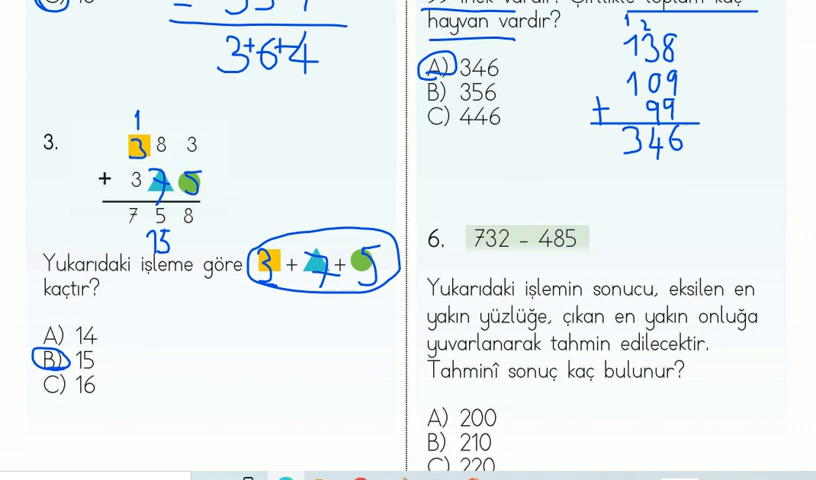 3+6+4
3.
1
3 8 3
+ 3 7 5
7 5 8
15
Yukarıdaki işleme göre 3 + 7 + 5
kaçtır?
A) 14
B) 15
C) 16
hayvan vardır?
A) 346
B) 356
C) 446
1 2
138
109
+ 99
346
6. 732 - 485
Yukarıdaki işlemin sonucu, eksilen en
yakın yüzlüğe, çıkan en yakın onluğa
yuvarlanarak tahmin edilecektir.
Tahminî sonuç kaç bulunur?
A) 200
B) 210
C) 220